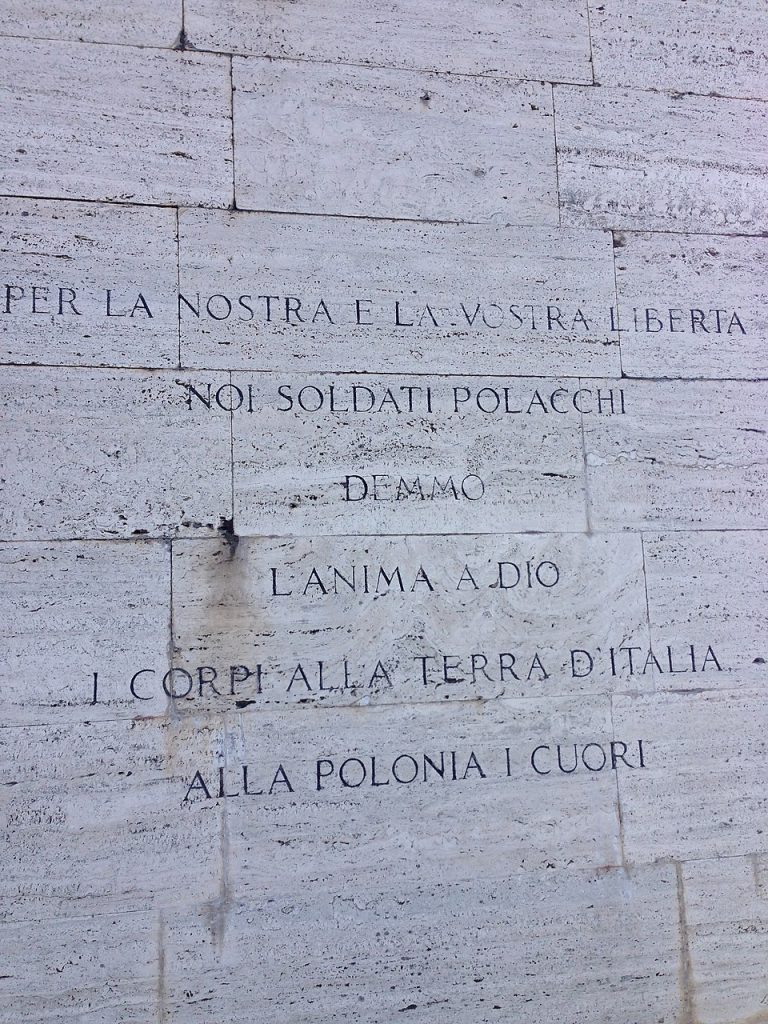 PER LA NOSTRA E LA VOSTRA LIBERTA
NOI SOLDATI POLACCHI
DEMMO
L'ANIMA A DIO
I CORPI ALLA TERRA D'ITALIA
ALLA POLONIA I CUORI